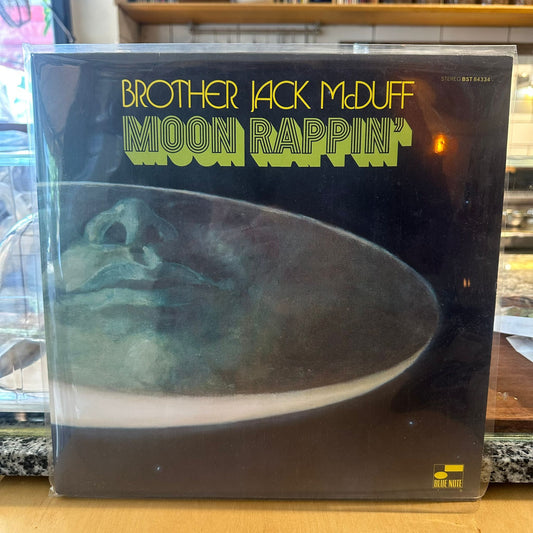 BROTHER JACK McDUFF
STEREO BST 84334
MOON RAPPIN'
BLUE NOTE